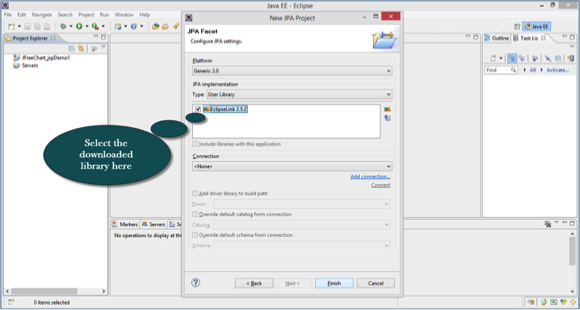 Java EE - Eclipse
File Edit Navigate Search Project Run Window Help
Java EE
Project Explorer
JFreeChart_jspDemo1
Servers
New JPA Project
JPA Facet
Configure JPA settings.
Platform
Generic 2.0
JPA implementation
Type: User Library
EclipseLink 2.5.2
Include libraries with this application
Connection
<None>
Add connection...
Connect
Add driver library to build path
Driver:
Override default catalog from connection
Catalog:
Override default schema from connection
Schema:
< Back Next > Finish Cancel
Select the
downloaded
library here
Outline Task Lis
Find All Activate...
Markers Servers
No operations to display at thi
0 items selected